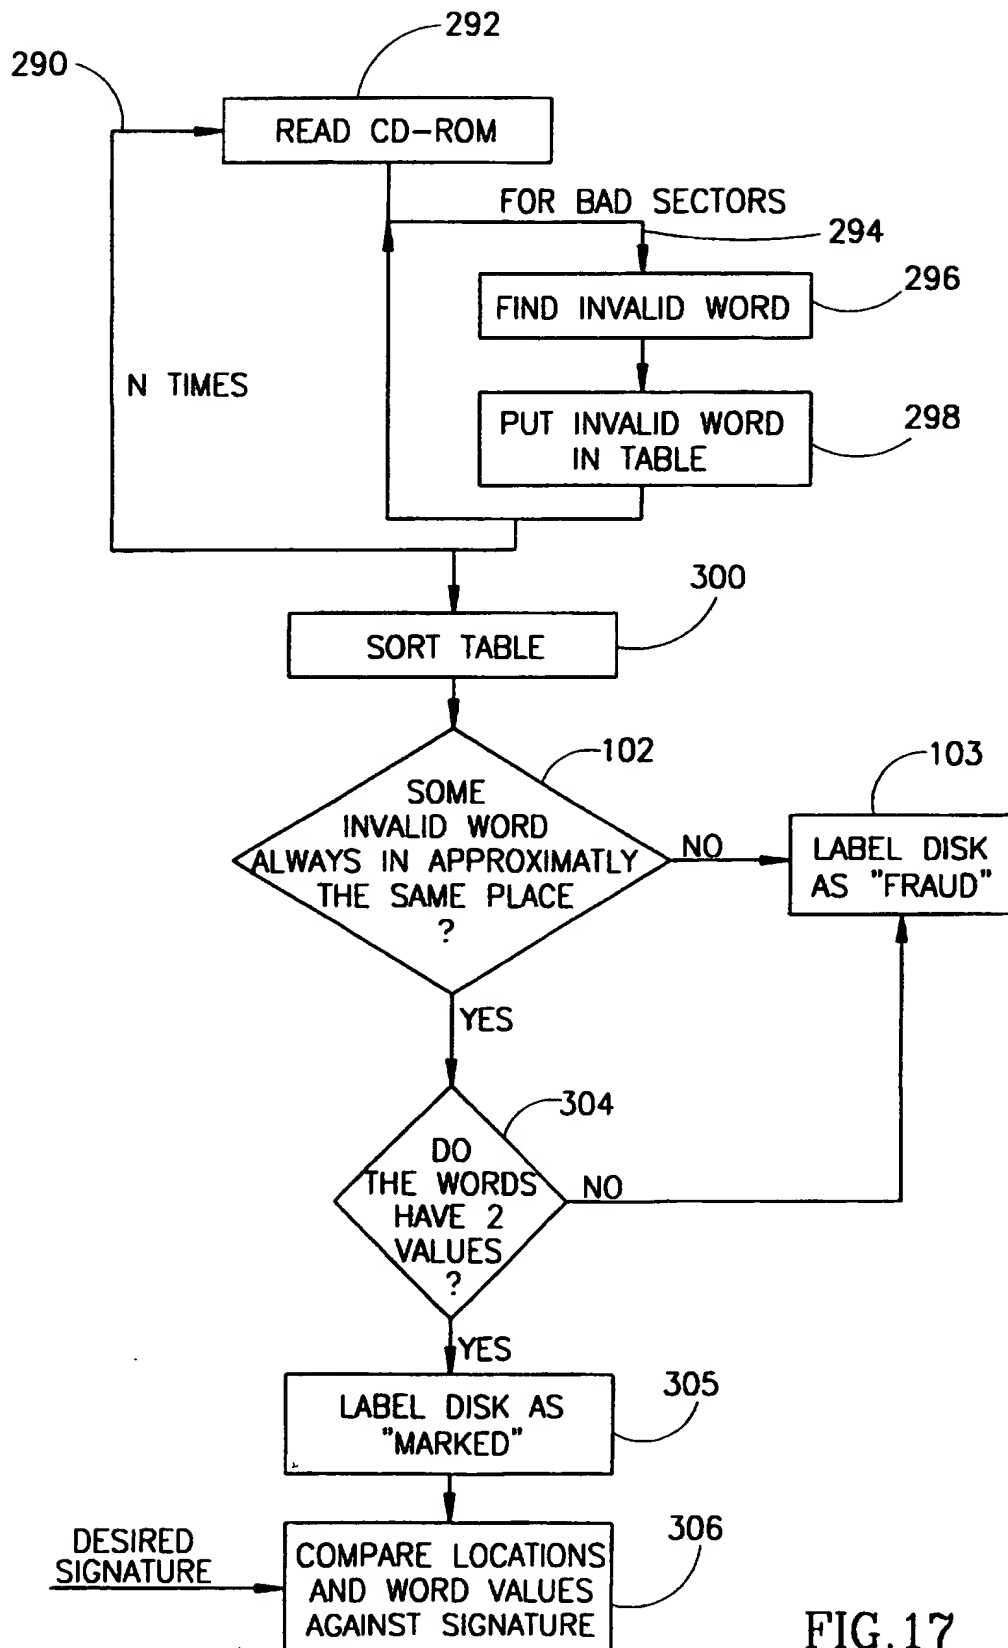 292
290
READ CD-ROM
FOR BAD SECTORS
294
296
FIND INVALID WORD
N TIMES
298
PUT INVALID WORD
IN TABLE
300
SORT TABLE
102
103
SOME
INVALID WORD
ALWAYS IN APPROXIMATLY
THE SAME PLACE
?
NO
LABEL DISK
AS "FRAUD"
YES
304
DO
THE WORDS
HAVE 2
VALUES
?
NO
YES
305
LABEL DISK AS
"MARKED"
306
DESIRED
SIGNATURE
COMPARE LOCATIONS
AND WORD VALUES
AGAINST SIGNATURE
FIG.17